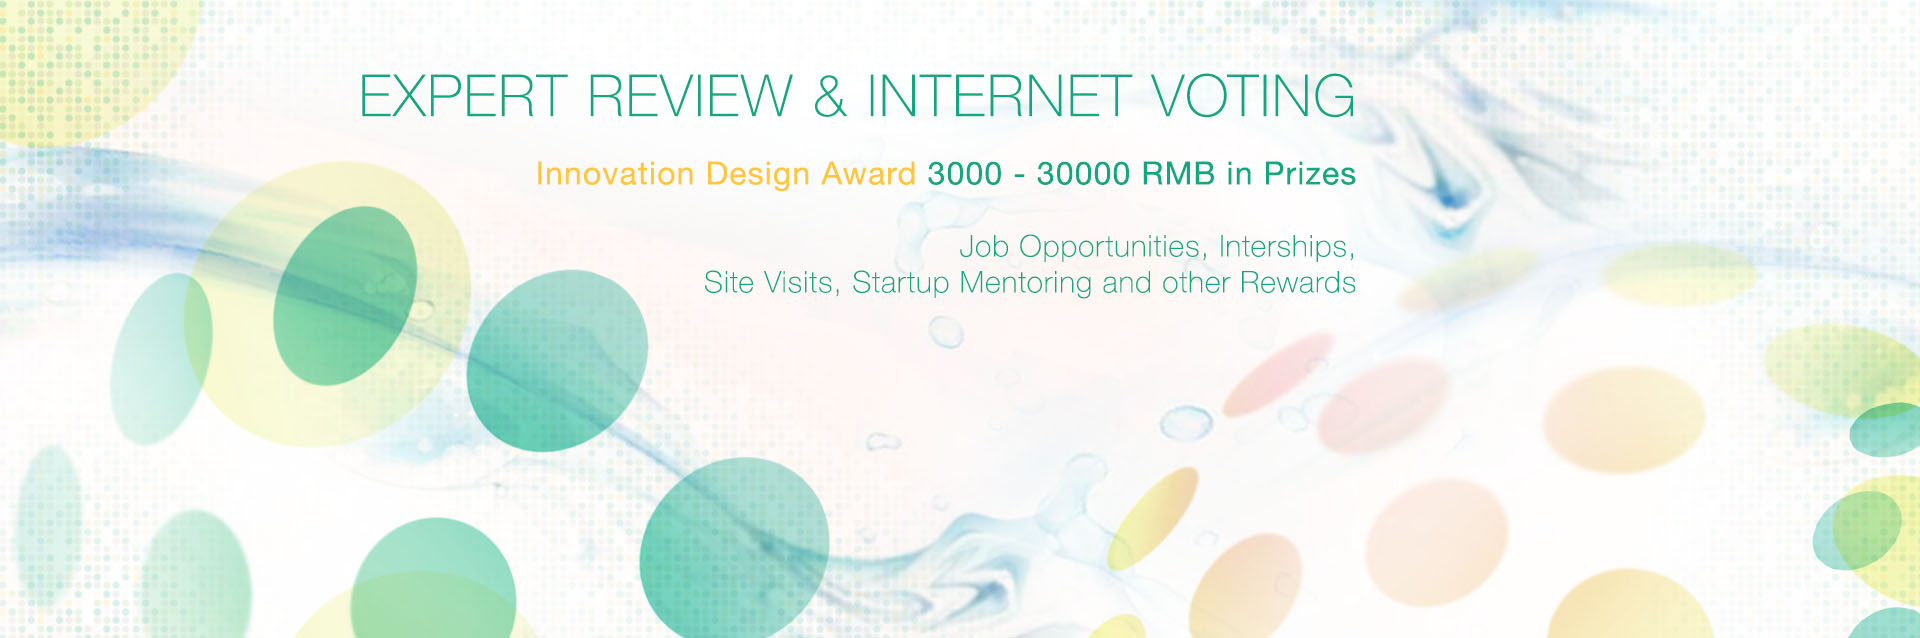 EXPERT REVIEW & INTERNET VOTING
Innovation Design Award 3000 - 30000 RMB in Prizes
Job Opportunities, Interships,
Site Visits, Startup Mentoring and other Rewards